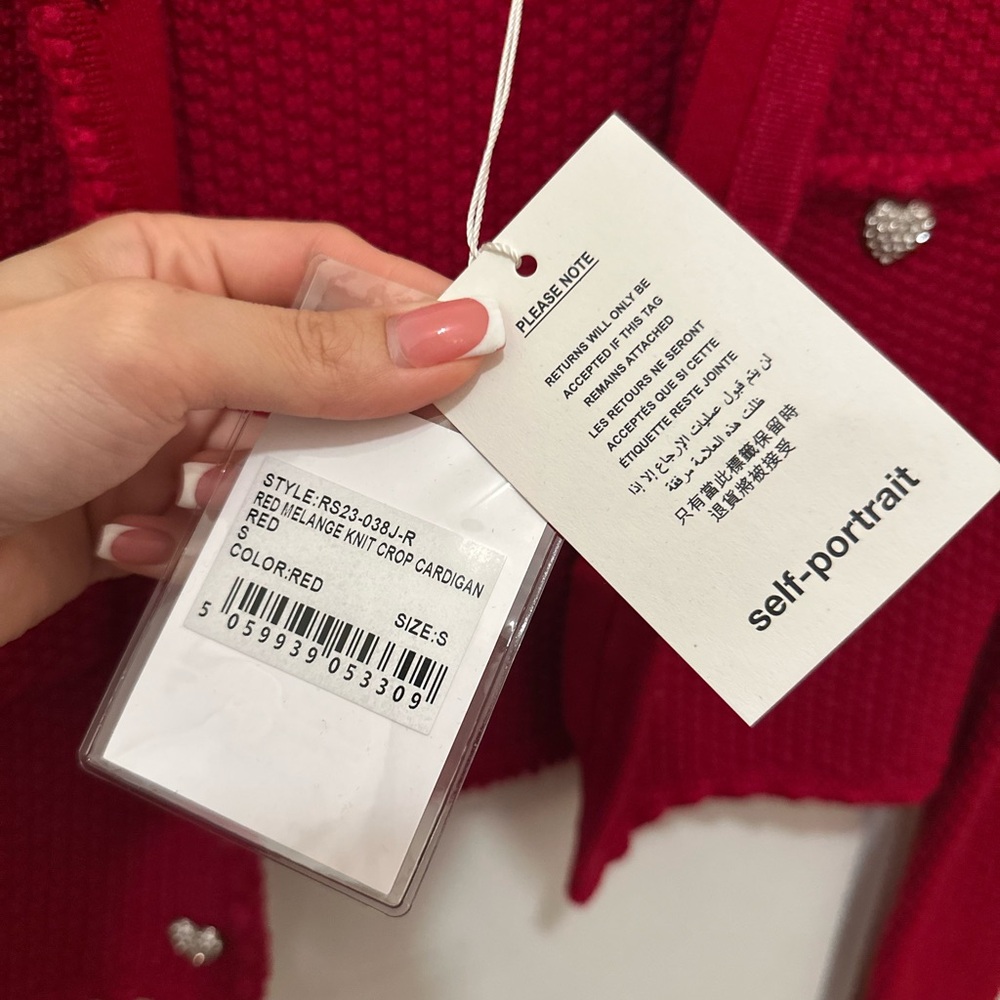 PLEASE NOTE
RETURNS WILL ONLY BE
ACCEPTED IF THIS TAG
REMAINS ATTACHED
LES RETOURS NE SERONT
ACCEPTÉS QUE SI CETTE
ÉTIQUETTE RESTE JOINTE
لن يتم قبول عمليات الإرجاع إلا إذا
ظلت هذه العلامة مرفقة
只有當此標籤保留時
退貨將被接受
self-portrait
STYLE:RS23-038J-R
RED MELANGE KNIT CROP CARDIGAN
RED
S
COLOR:RED
SIZE:S
5 059939 053309